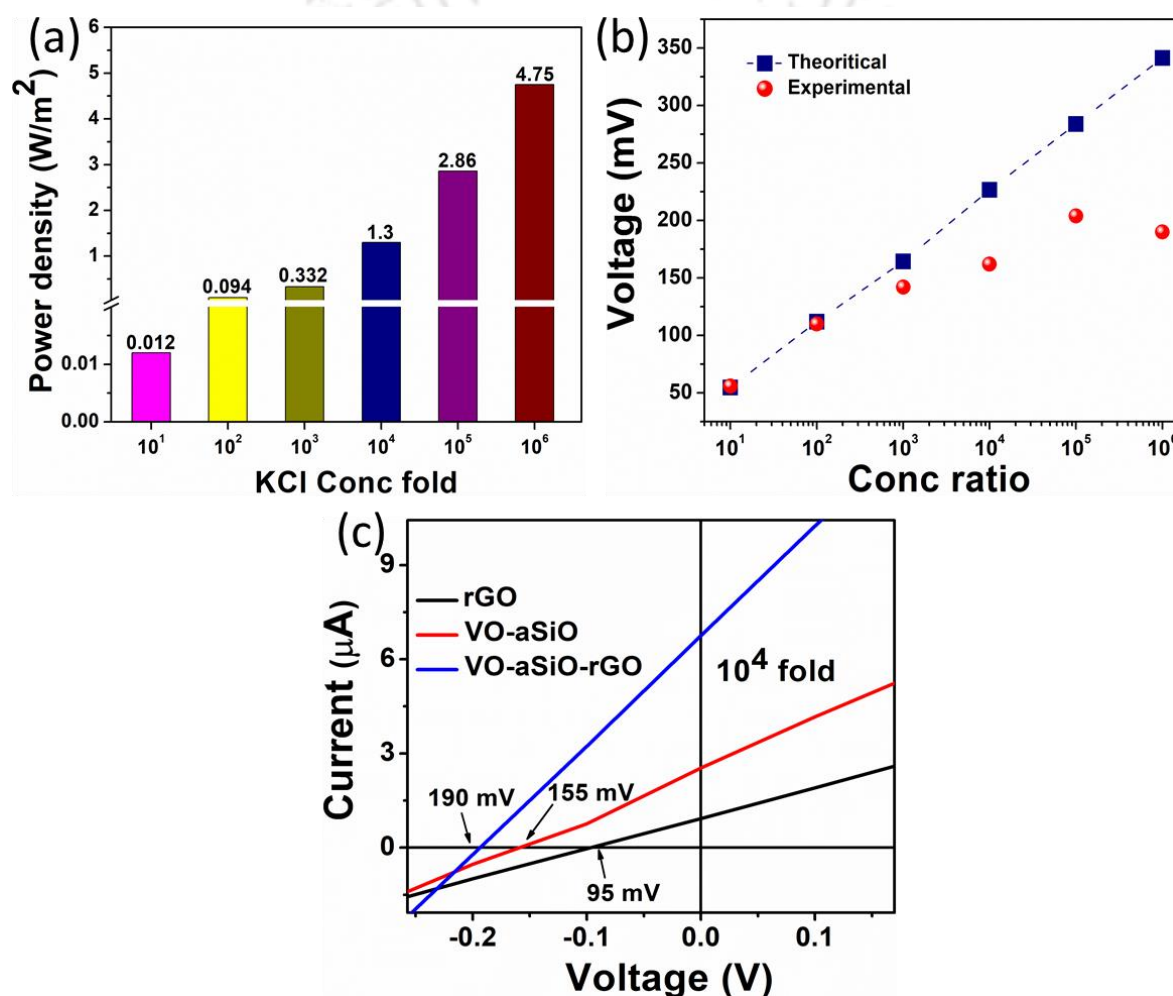 (a)
Power density (W/m²)
6
5
4
3
2
1
0.01
0.00
0.012
0.094
0.332
1.3
2.86
4.75
10¹ 10² 10³ 10⁴ 10⁵ 10⁶
KCl Conc fold
(b)
Voltage (mV)
350
300
250
200
150
100
50
Theoritical
Experimental
10¹ 10² 10³ 10⁴ 10⁵ 10⁶
Conc ratio
(c)
Current (μA)
9
6
3
0
rGO
VO-aSiO
VO-aSiO-rGO
10⁴ fold
190 mV
155 mV
95 mV
-0.2 -0.1 0.0 0.1
Voltage (V)